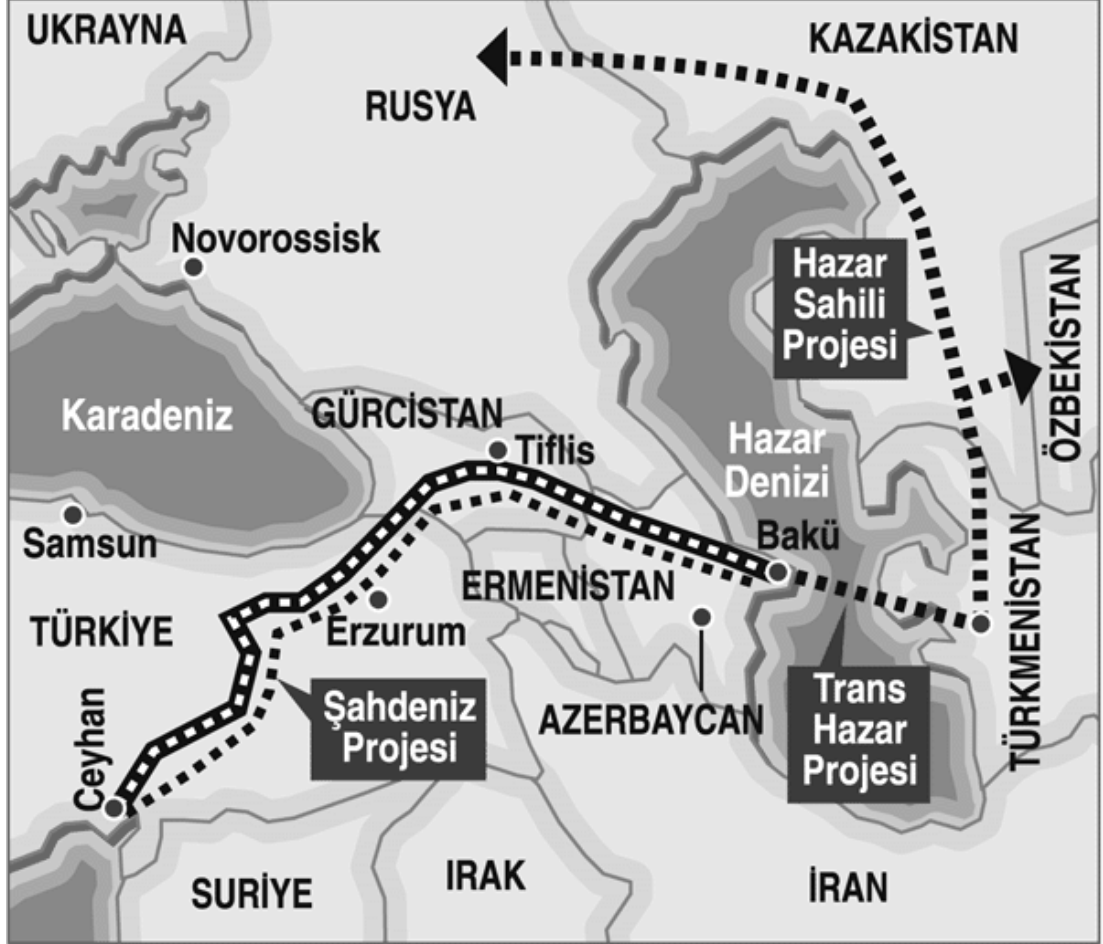 UKRAYNA
KAZAKİSTAN
RUSYA
Novorossisk
Hazar
Sahili
Projesi
ÖZBEKİSTAN
Karadeniz
GÜRCİSTAN
Tiflis
Hazar
Denizi
Bakü
Samsun
ERMENİSTAN
TÜRKİYE
Erzurum
TÜRKMENİSTAN
Şahdeniz
Projesi
AZERBAYCAN
Trans
Hazar
Projesi
Ceyhan
SURİYE
IRAK
İRAN